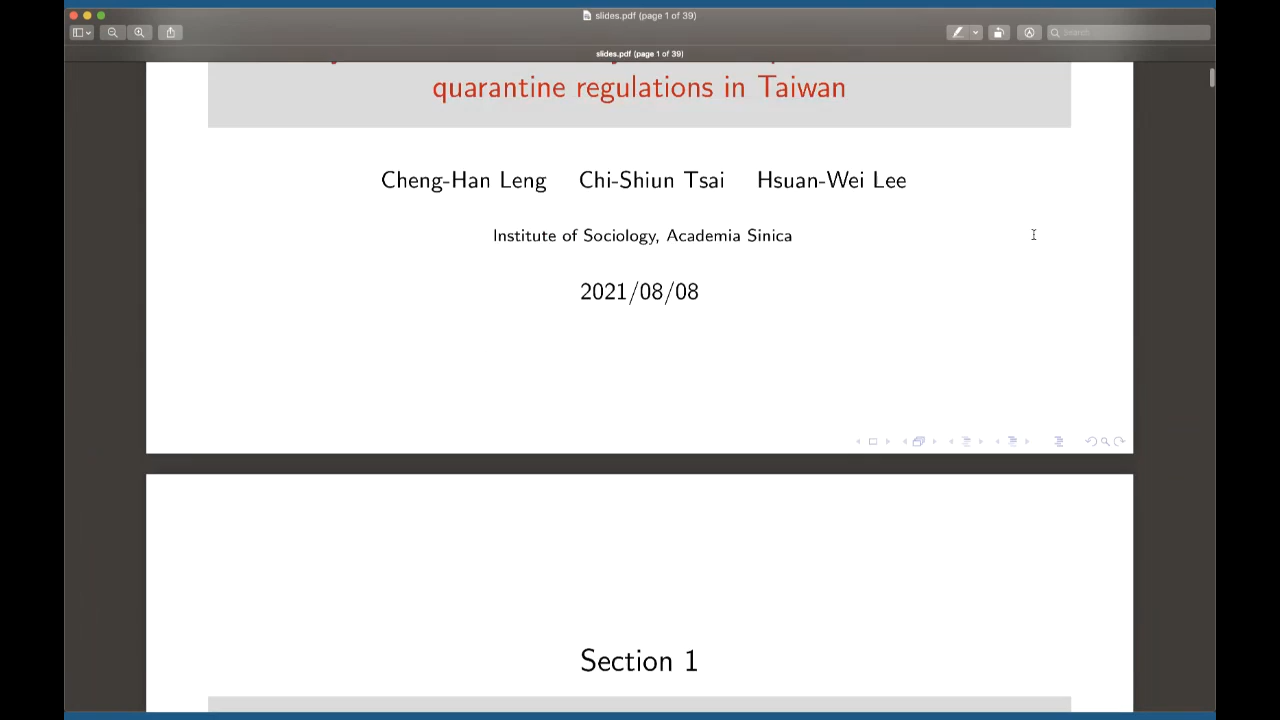 slides.pdf (page 1 of 39)
Search
slides.pdf (page 1 of 39)
quarantine regulations in Taiwan
Cheng-Han Leng Chi-Shiun Tsai Hsuan-Wei Lee
Institute of Sociology, Academia Sinica
2021/08/08
Section 1